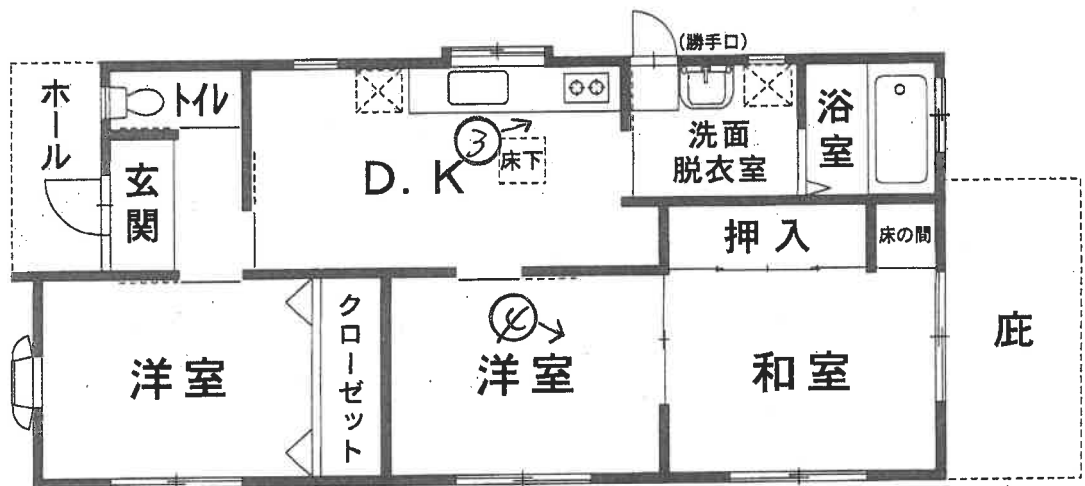 (勝手口)
ホール
トイレ
浴室
洗面
脱衣室
③
床下
D.K
玄関
押入
床の間
④
クローゼット
庇
洋室
洋室
和室